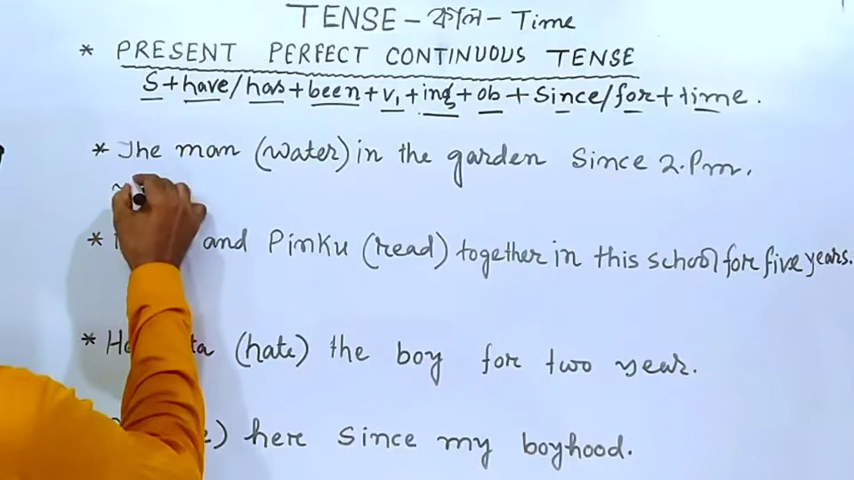 TENSE - কাল - Time
* PRESENT PERFECT CONTINUOUS TENSE
S + have/has + been + v₁ + ing + ob + Since/for + time.
* The man (water) in the garden Since 2.Pm.
* and Pinku (read) together in this school for five years.
* (hate) the boy for two year.
here since my boyhood.